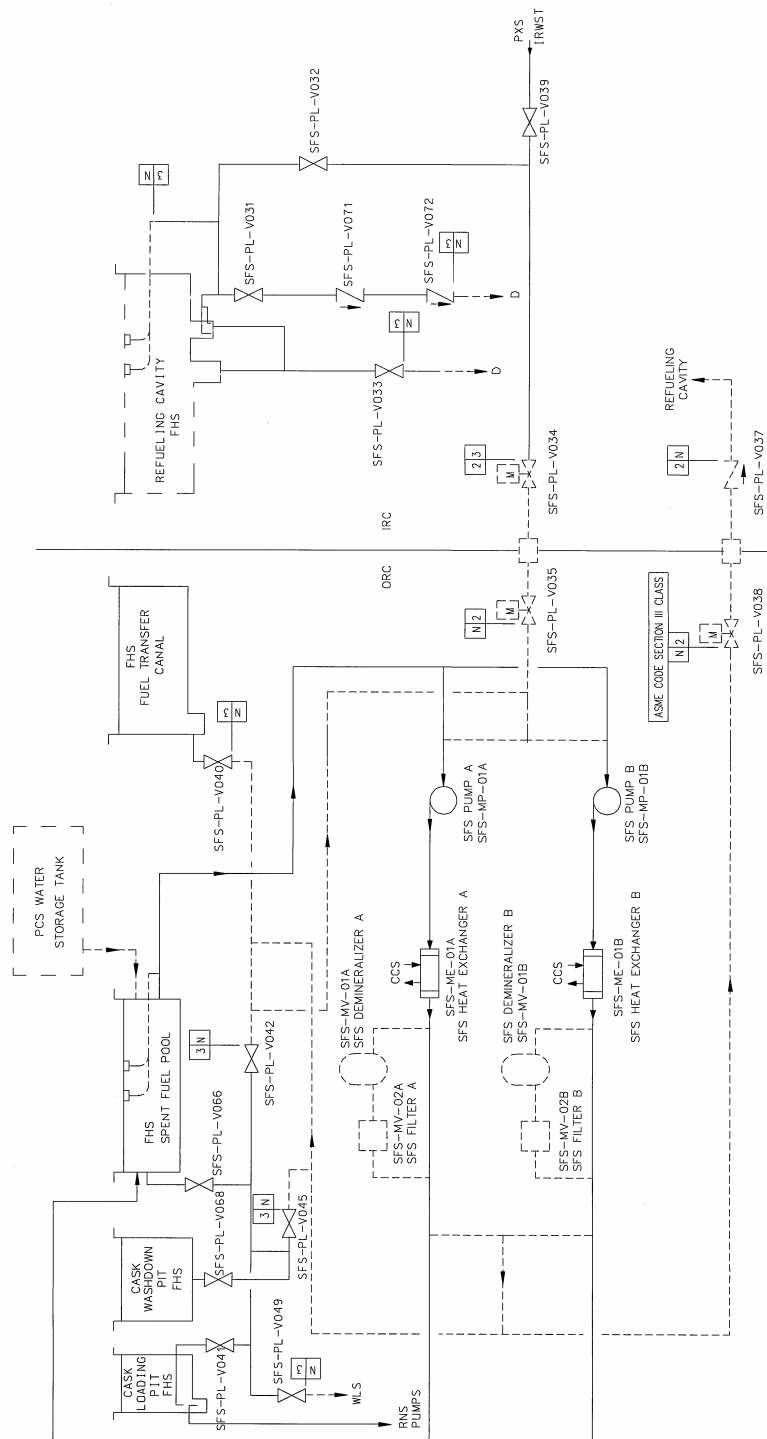 PCS WATER
STORAGE TANK
CASK
LOADING
PIT
FHS
CASK
WASHDOWN
PIT
FHS
FHS
SPENT FUEL POOL
FHS
FUEL TRANSFER
CANAL
REFUELING CAVITY
FHS
3 N
SFS-PL-V032
SFS-PL-V031
SFS-PL-V071
SFS-PL-V072
N 3
D
N 3
SFS-PL-V033
D
PXS
IRWST
SFS-PL-V039
2 3
M
SFS-PL-V034
IRC
ORC
N 2
M
SFS-PL-V035
N 3
SFS-PL-V040
SFS-PL-V066
3 N
SFS-PL-V042
SFS-PL-V068
3 N
SFS-PL-V045
SFS-PL-V041
SFS-PL-V049
N 3
WLS
RNS
PUMPS
SFS PUMP A
SFS-MP-01A
CCS
SFS-ME-01A
SFS HEAT EXCHANGER A
SFS-MV-01A
SFS DEMINERALIZER A
SFS-MV-02A
SFS FILTER A
SFS PUMP B
SFS-MP-01B
CCS
SFS-ME-01B
SFS HEAT EXCHANGER B
SFS DEMINERALIZER B
SFS-MV-01B
SFS-MV-02B
SFS FILTER B
REFUELING
CAVITY
2 N
SFS-PL-V037
ASME CODE SECTION III CLASS
N 2
M
SFS-PL-V038